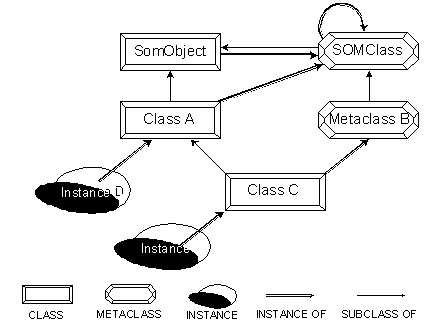 SomObject
SOMClass
Class A
Metaclass B
Instance D
Class C
Instance
CLASS
METACLASS
INSTANCE
INSTANCE OF
SUBCLASS OF